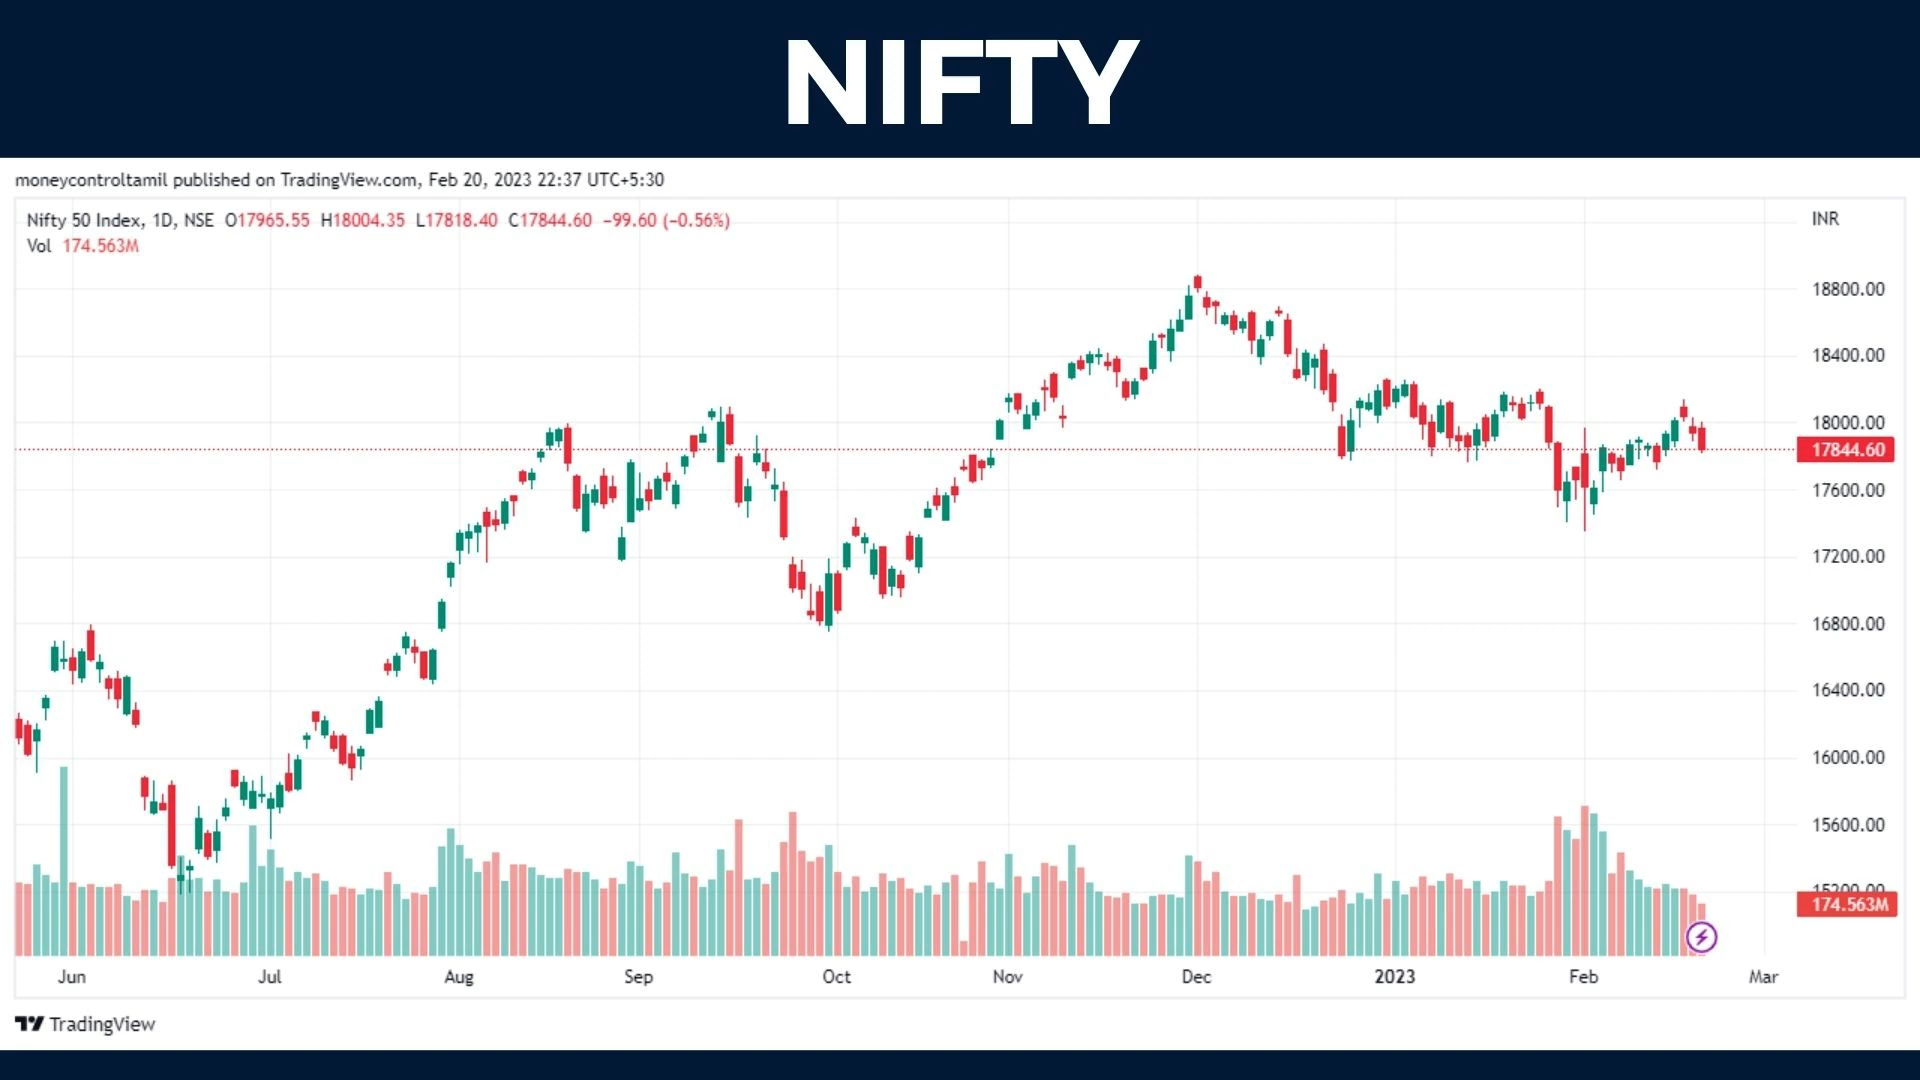 NIFTY
moneycontroltamil published on TradingView.com, Feb 20, 2023 22:37 UTC+5:30
Nifty 50 Index, 1D, NSE O17965.55 H18004.35 L17818.40 C17844.60 −99.60 (−0.56%)
INR
Vol 174.563M
18800.00
18400.00
18000.00
17844.60
17600.00
17200.00
16800.00
16400.00
16000.00
15600.00
15200.00
174.563M
Jun Jul Aug Sep Oct Nov Dec 2023 Feb Mar
TradingView